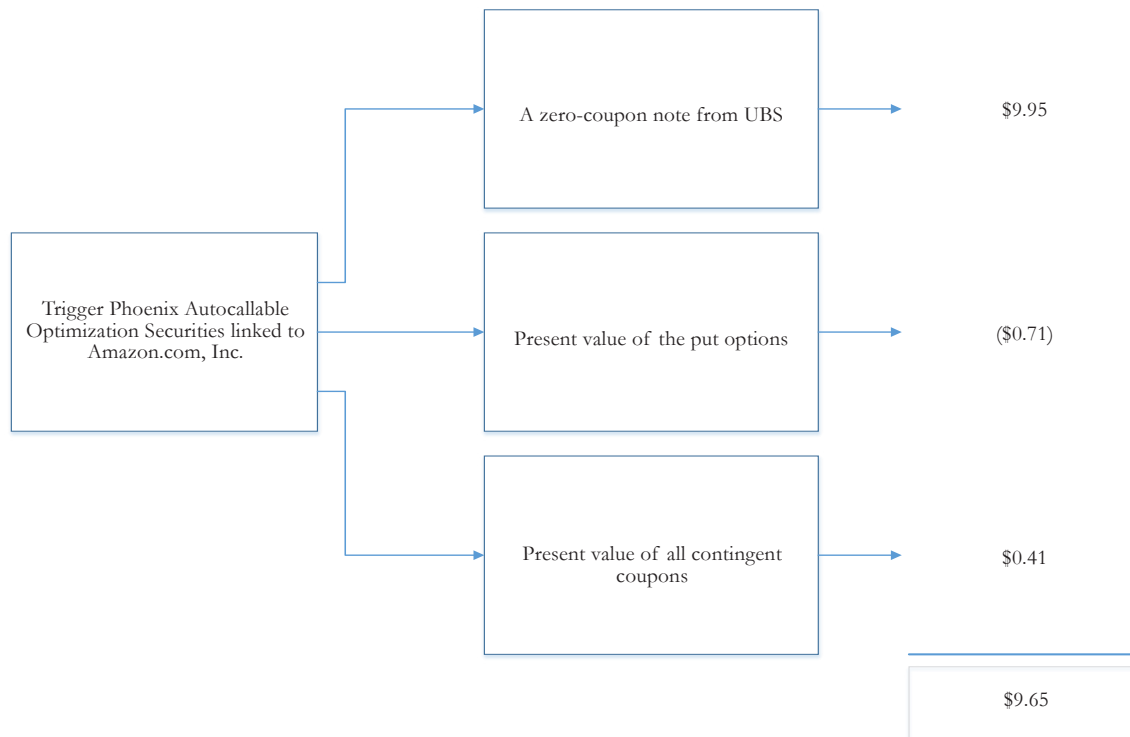 A zero-coupon note from UBS
$9.95
Trigger Phoenix Autocallable
Optimization Securities linked to
Amazon.com, Inc.
Present value of the put options
($0.71)
Present value of all contingent
coupons
$0.41
$9.65